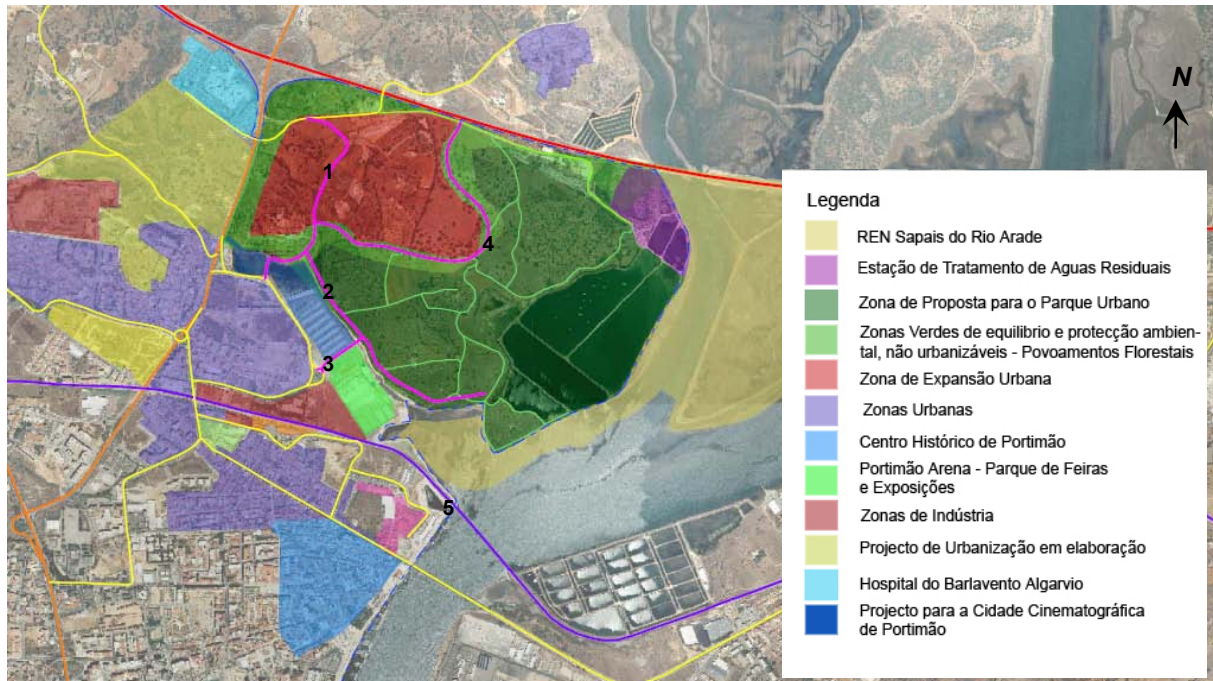 N
1
4
2
3
5
Legenda
REN Sapais do Rio Arade
Estação de Tratamento de Aguas Residuais
Zona de Proposta para o Parque Urbano
Zonas Verdes de equilibrio e protecção ambien-
tal, não urbanizáveis - Povoamentos Florestais
Zona de Expansão Urbana
Zonas Urbanas
Centro Histórico de Portimão
Portimão Arena - Parque de Feiras
e Exposições
Zonas de Indústria
Projecto de Urbanização em elaboração
Hospital do Barlavento Algarvio
Projecto para a Cidade Cinematográfica
de Portimão